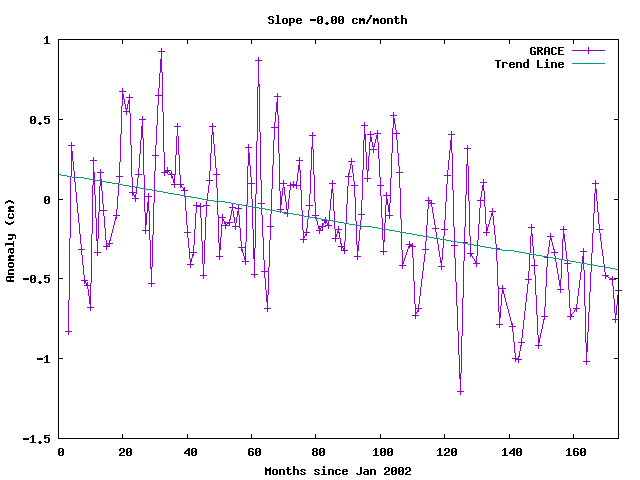 Slope -0.00 cm/month
GRACE
Trend Line
1
0.5
0
-0.5
-1
-1.5
Anomaly (cm)
0 20 40 60 80 100 120 140 160
Months since Jan 2002